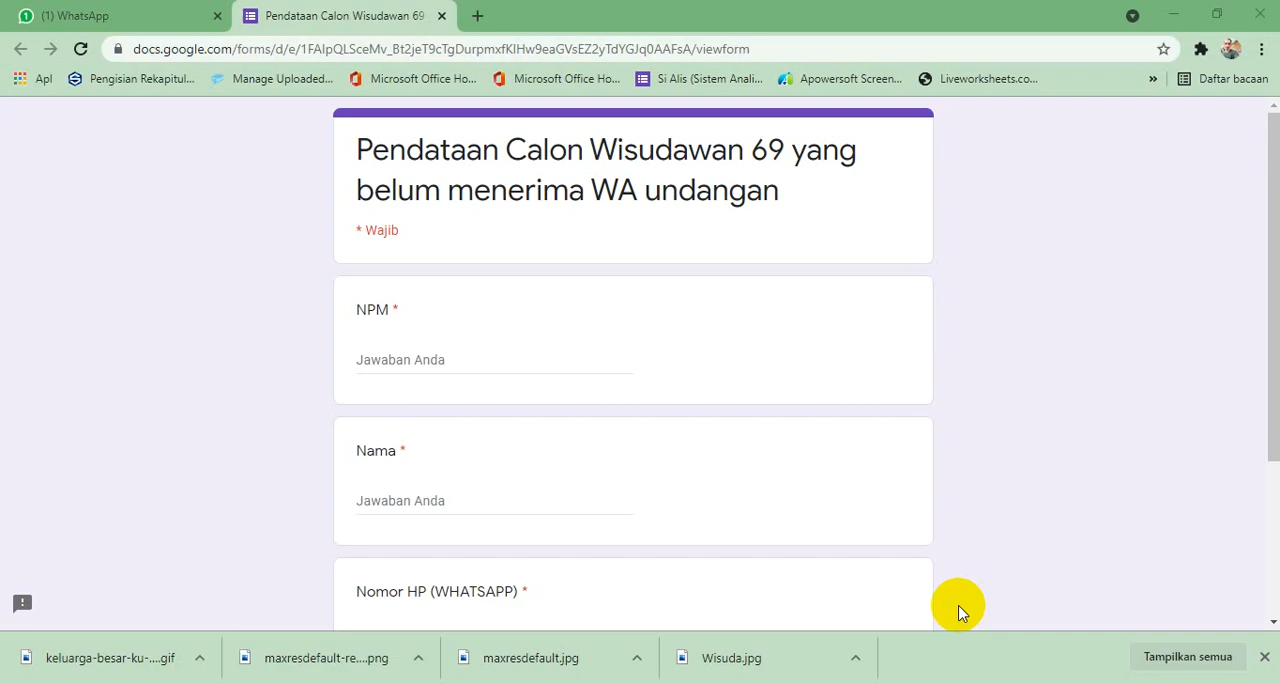 (1) WhatsApp
Pendataan Calon Wisudawan 69
docs.google.com/forms/d/e/1FAIpQLSceMv_Bt2jeT9cTgDurpmxfKIHw9eaGVsEZ2yTdYGJq0AAFsA/viewform
Apl
Pengisian Rekapitul...
Manage Uploaded...
Microsoft Office Ho...
Microsoft Office Ho...
Si Alis (Sistem Anali...
Apowersoft Screen...
Liveworksheets.co...
»
Daftar bacaan
Pendataan Calon Wisudawan 69 yang
belum menerima WA undangan
* Wajib
NPM *
Jawaban Anda
Nama *
Jawaban Anda
Nomor HP (WHATSAPP) *
keluarga-besar-ku-....gif
maxresdefault-re....png
maxresdefault.jpg
Wisuda.jpg
Tampilkan semua